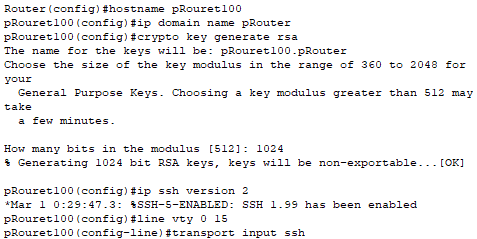 Router(config)#hostname pRouret100
pRouret100(config)#ip domain name pRouter
pRouret100(config)#crypto key generate rsa
The name for the keys will be: pRouret100.pRouter
Choose the size of the key modulus in the range of 360 to 2048 for
your
  General Purpose Keys. Choosing a key modulus greater than 512 may
take
  a few minutes.

How many bits in the modulus [512]: 1024
% Generating 1024 bit RSA keys, keys will be non-exportable...[OK]

pRouret100(config)#ip ssh version 2
*Mar 1 0:29:47.3: %SSH-5-ENABLED: SSH 1.99 has been enabled
pRouret100(config)#line vty 0 15
pRouret100(config-line)#transport input ssh